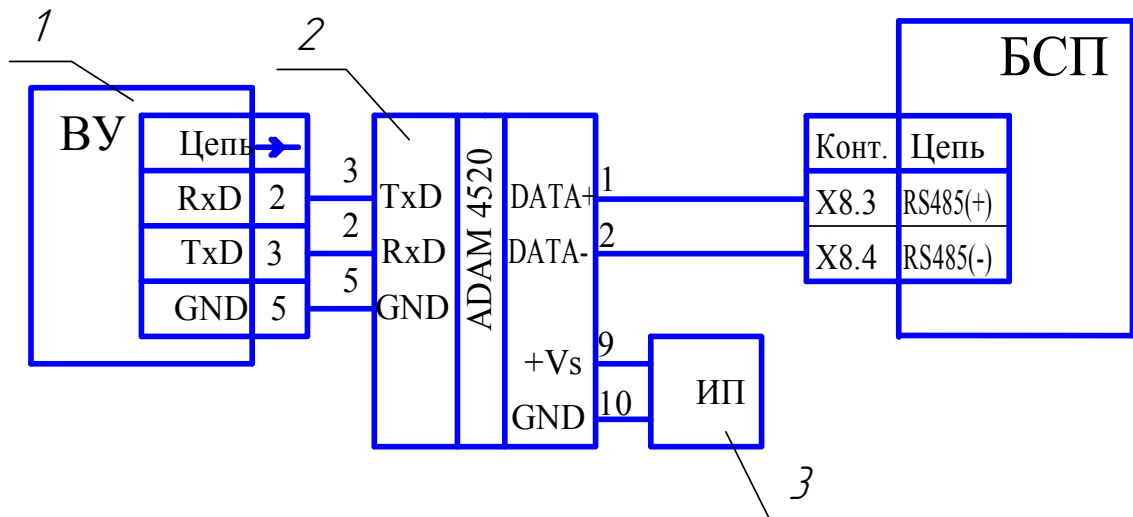 1
2
БСП
ВУ
Цепь
RxD 2
TxD 3
GND 5
3
2
5
TxD
RxD
GND
ADAM 4520
DATA+
DATA-
+Vs
GND
1
2
9
10
ИП
Конт. Цепь
X8.3 RS485(+)
X8.4 RS485(-)
3